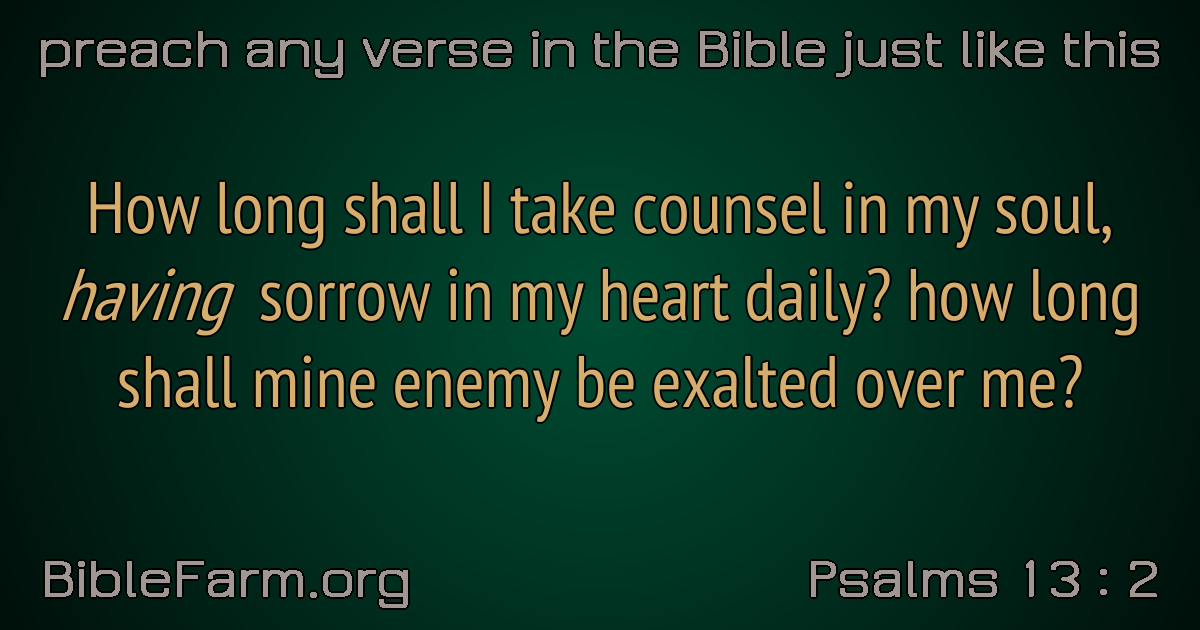 preach any verse in the Bible just like this
How long shall I take counsel in my soul,
having sorrow in my heart daily? how long
shall mine enemy be exalted over me?
BibleFarm.org
Psalms 13 : 2